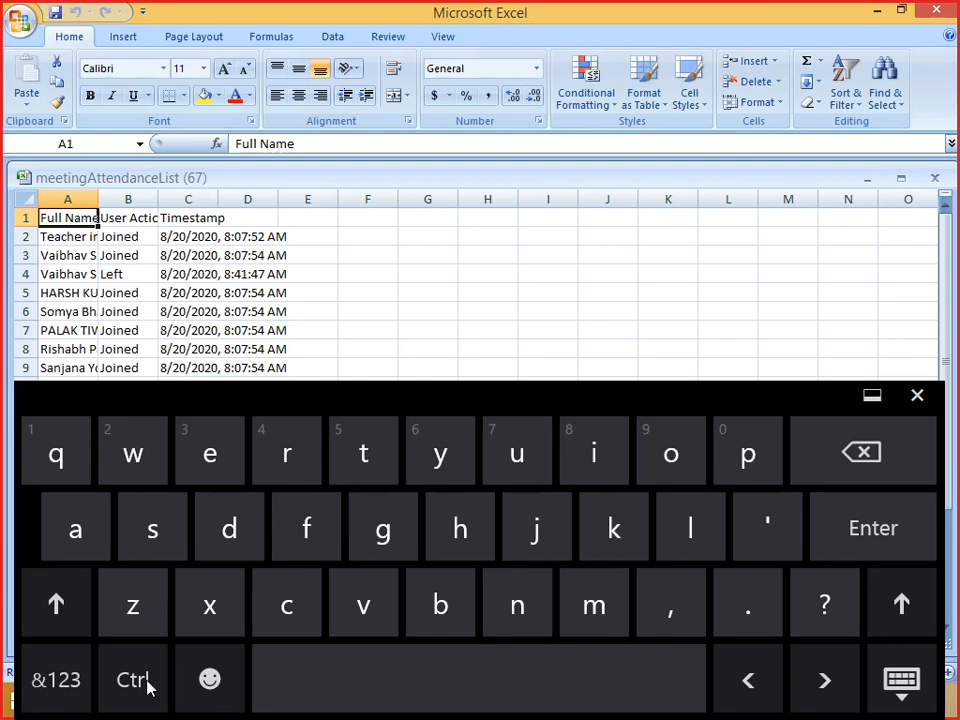 Microsoft Excel
Home Insert Page Layout Formulas Data Review View
Paste Calibri 11 General Conditional Formatting Format as Table Cell Styles Insert Delete Format Sort & Filter Find & Select
B I U $ % ,
Clipboard Font Alignment Number Styles Cells Editing
A1 fx Full Name
meetingAttendanceList (67)
A B C D E F G H I J K L M N O
1 Full Name User Actic Timestamp
2 Teacher in Joined 8/20/2020, 8:07:52 AM
3 Vaibhav S Joined 8/20/2020, 8:07:54 AM
4 Vaibhav S Left 8/20/2020, 8:41:47 AM
5 HARSH KU Joined 8/20/2020, 8:07:54 AM
6 Somya Bh Joined 8/20/2020, 8:07:54 AM
7 PALAK TIW Joined 8/20/2020, 8:07:54 AM
8 Rishabh P Joined 8/20/2020, 8:07:54 AM
9 Sanjana Yo Joined 8/20/2020, 8:07:54 AM
1 2 3 4 5 6 7 8 9 0
q w e r t y u i o p
a s d f g h j k l ' Enter
z x c v b n m , . ?
&123 Ctrl < >